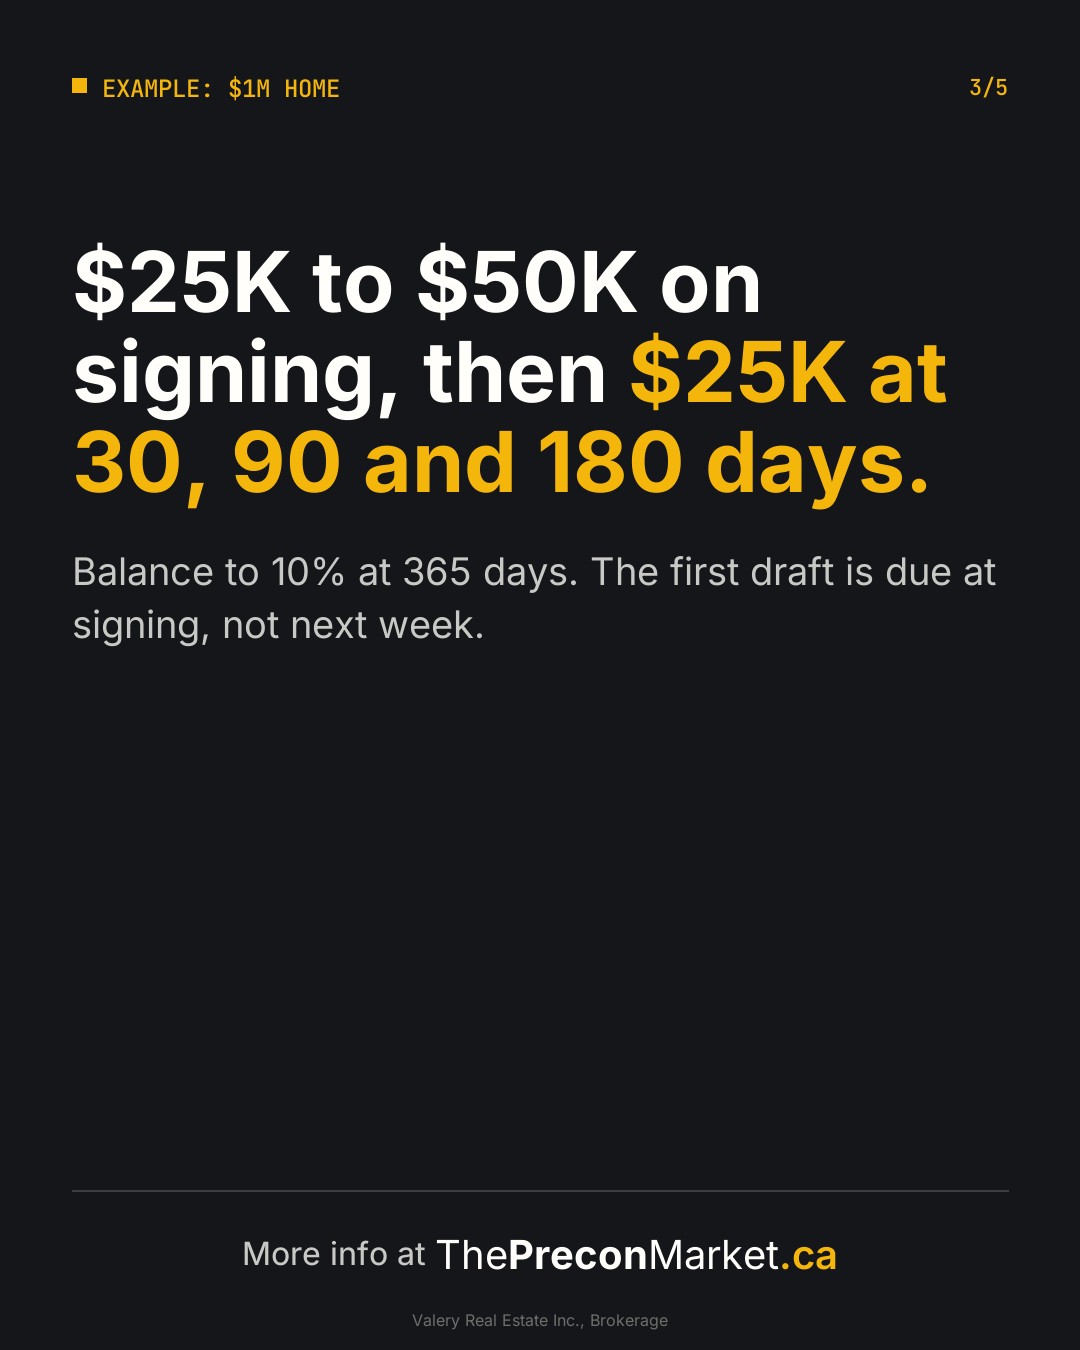 EXAMPLE: $1M HOME
3/5
$25K to $50K on
signing, then $25K at
30, 90 and 180 days.
Balance to 10% at 365 days. The first draft is due at
signing, not next week.
More info at ThePreconMarket.ca
Valery Real Estate Inc., Brokerage